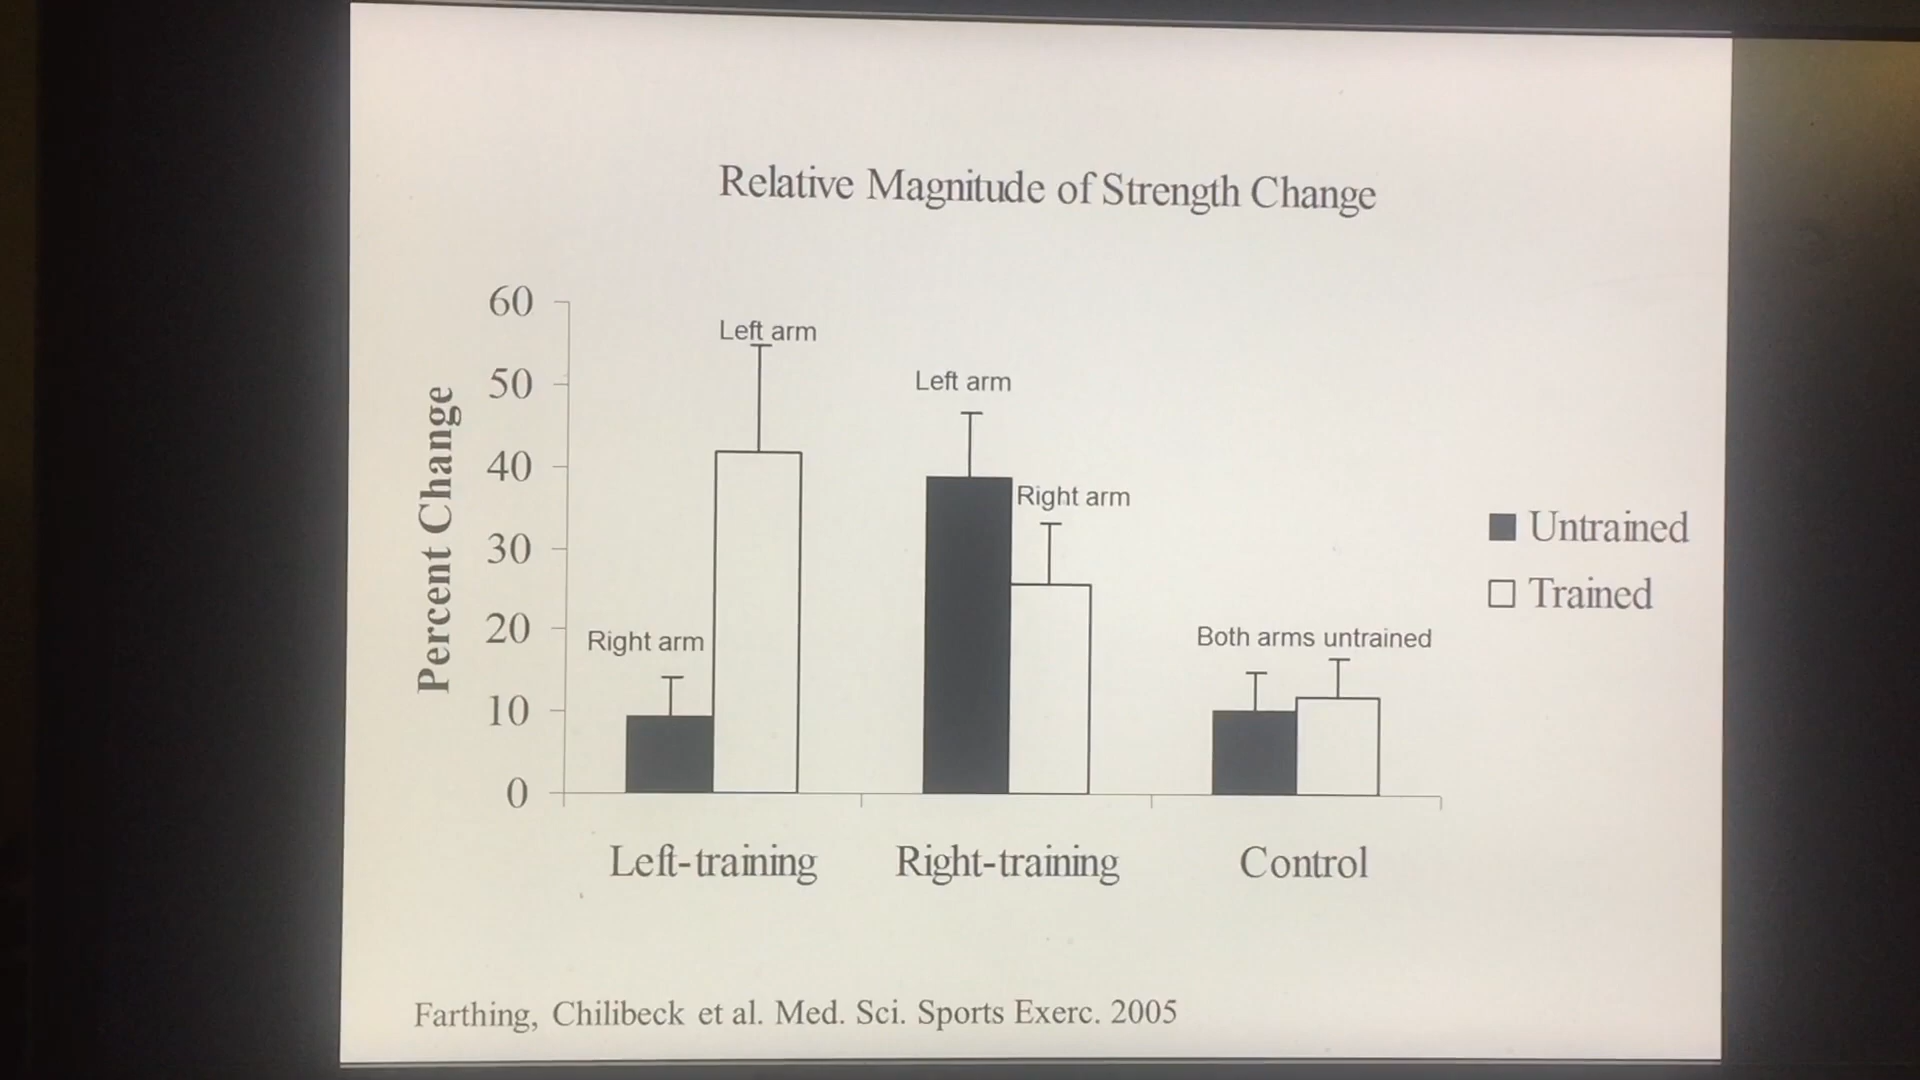 Relative Magnitude of Strength Change
60
50
40
30
20
10
0
Percent Change
Left arm
Right arm
Left arm
Right arm
Both arms untrained
Untrained
Trained
Left-training
Right-training
Control
Farthing, Chilibeck et al. Med. Sci. Sports Exerc. 2005